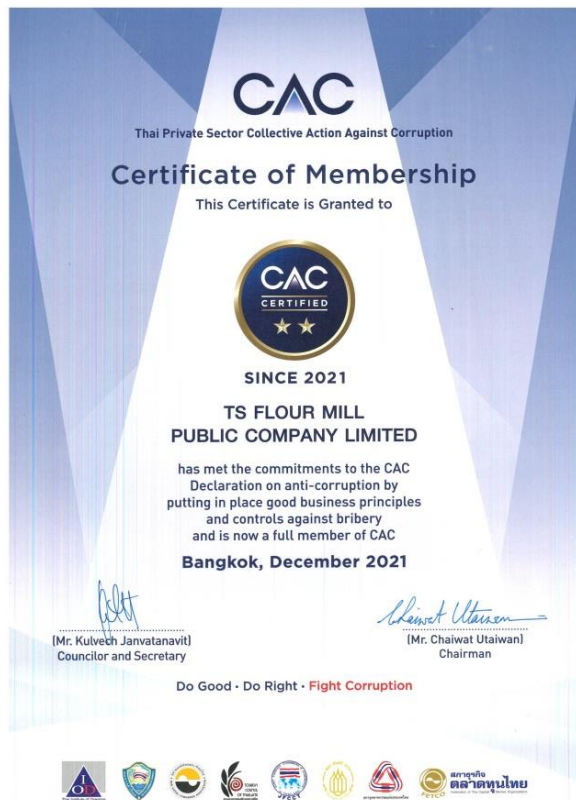 CAC
Thai Private Sector Collective Action Against Corruption
Certificate of Membership
This Certificate is Granted to
CAC
CERTIFIED
SINCE 2021
TS FLOUR MILL
PUBLIC COMPANY LIMITED
has met the commitments to the CAC
Declaration on anti-corruption by
putting in place good business principles
and controls against bribery
and is now a full member of CAC
Bangkok, December 2021
Chaiwat Utaiwan
(Mr. Kulvech Janvatanavit)
Councilor and Secretary
(Mr. Chaiwat Utaiwan)
Chairman
Do Good · Do Right · Fight Corruption
IOD
FETCO
สภาธุรกิจ
ตลาดทุนไทย